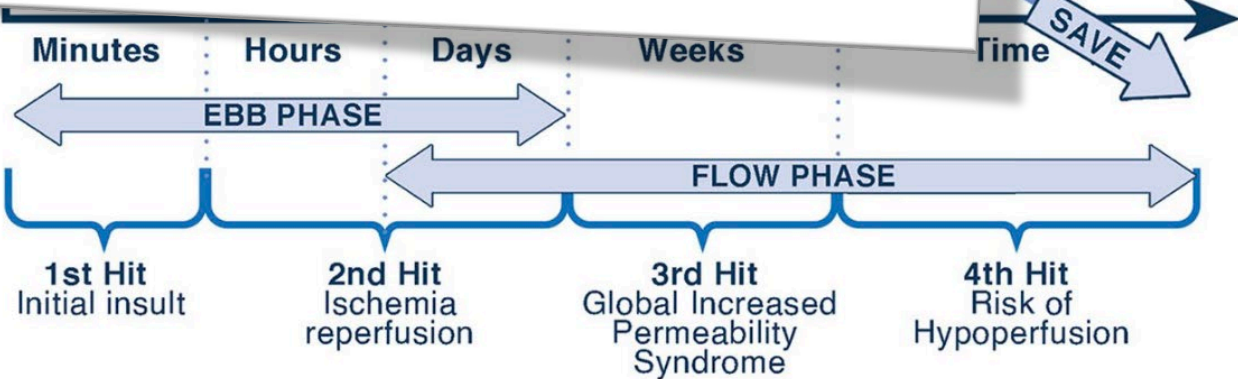 SAVE
Minutes Hours Days Weeks Time
EBB PHASE
FLOW PHASE
1st Hit
Initial insult
2nd Hit
Ischemia
reperfusion
3rd Hit
Global Increased
Permeability
Syndrome
4th Hit
Risk of
Hypoperfusion